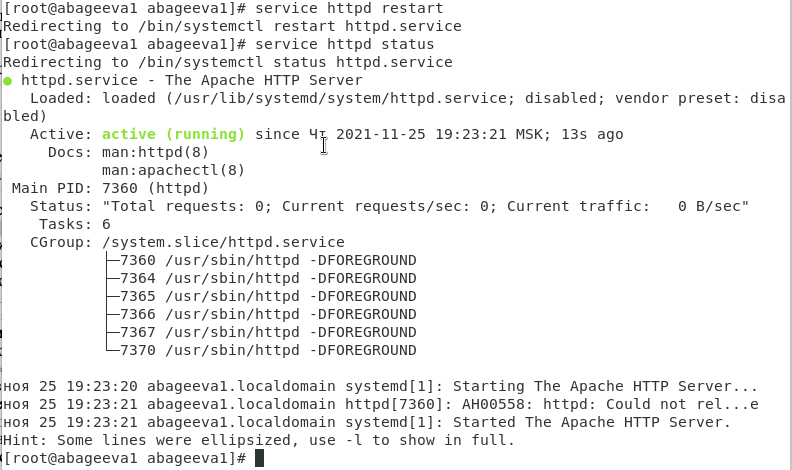 [root@abageeva1 abageeva1]# service httpd restart
Redirecting to /bin/systemctl restart httpd.service
[root@abageeva1 abageeva1]# service httpd status
Redirecting to /bin/systemctl status httpd.service
● httpd.service - The Apache HTTP Server
   Loaded: loaded (/usr/lib/systemd/system/httpd.service; disabled; vendor preset: disa
bled)
   Active: active (running) since Чт 2021-11-25 19:23:21 MSK; 13s ago
     Docs: man:httpd(8)
           man:apachectl(8)
 Main PID: 7360 (httpd)
   Status: "Total requests: 0; Current requests/sec: 0; Current traffic:   0 B/sec"
    Tasks: 6
   CGroup: /system.slice/httpd.service
           ├─7360 /usr/sbin/httpd -DFOREGROUND
           ├─7364 /usr/sbin/httpd -DFOREGROUND
           ├─7365 /usr/sbin/httpd -DFOREGROUND
           ├─7366 /usr/sbin/httpd -DFOREGROUND
           ├─7367 /usr/sbin/httpd -DFOREGROUND
           └─7370 /usr/sbin/httpd -DFOREGROUND

ноя 25 19:23:20 abageeva1.localdomain systemd[1]: Starting The Apache HTTP Server...
ноя 25 19:23:21 abageeva1.localdomain httpd[7360]: AH00558: httpd: Could not rel...e
ноя 25 19:23:21 abageeva1.localdomain systemd[1]: Started The Apache HTTP Server.
Hint: Some lines were ellipsized, use -l to show in full.
[root@abageeva1 abageeva1]#